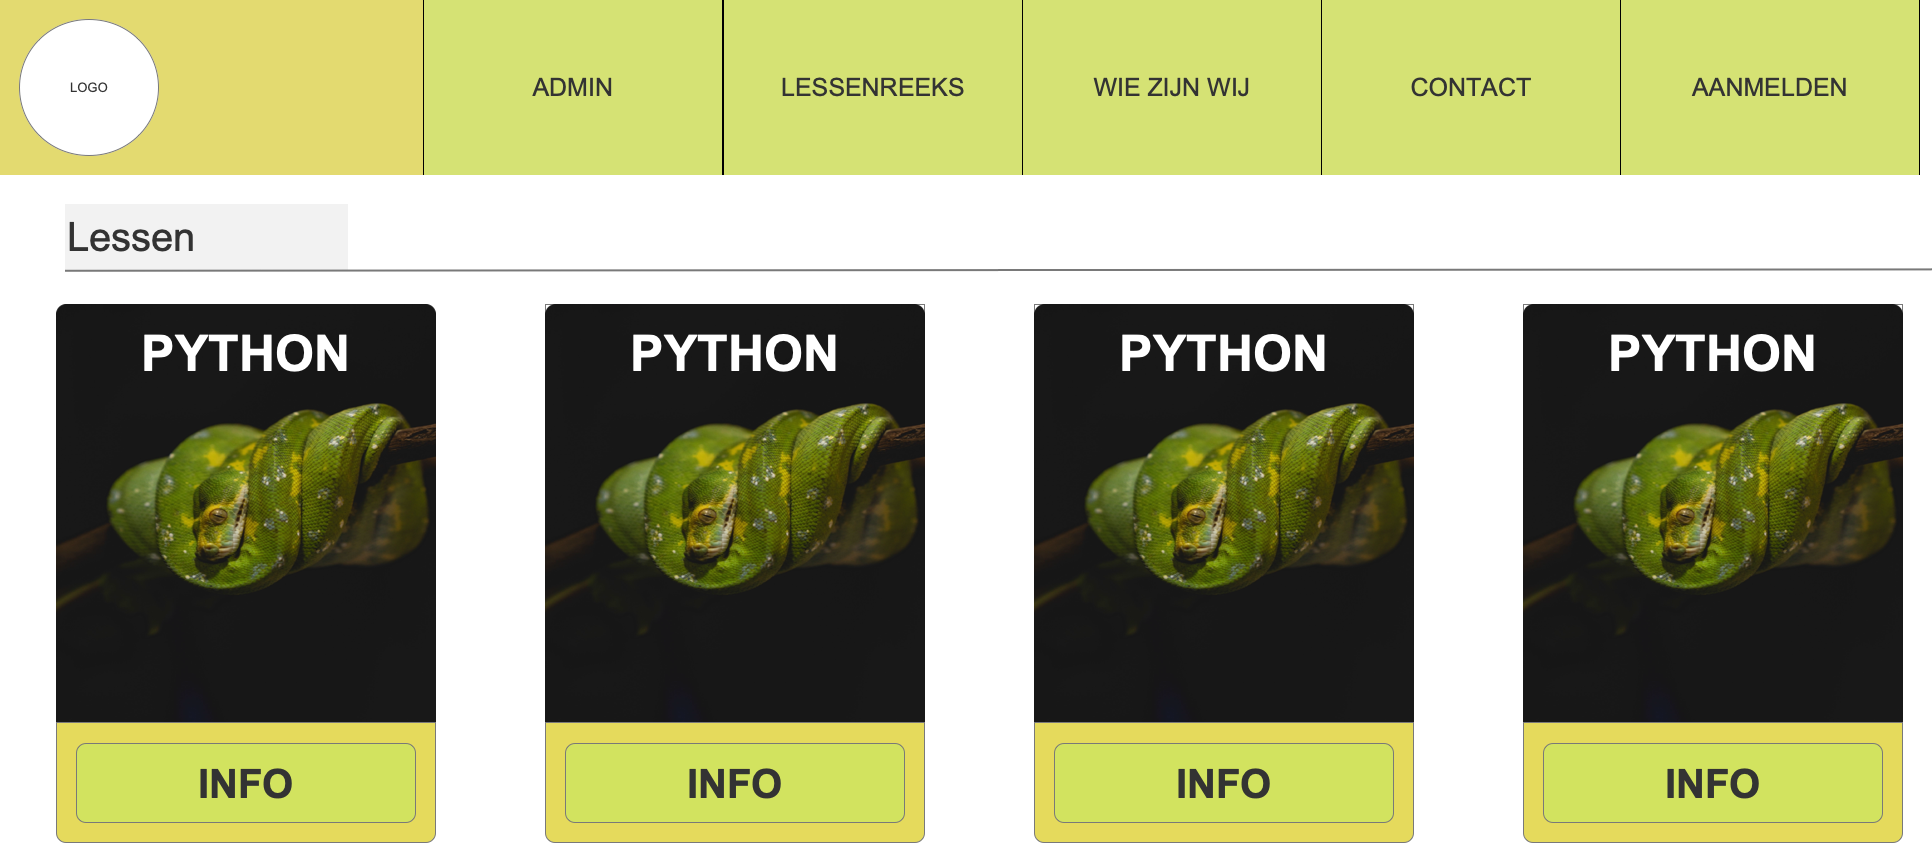 LOGO
ADMIN
LESSENREEKS
WIE ZIJN WIJ
CONTACT
AANMELDEN
Lessen
PYTHON
PYTHON
PYTHON
PYTHON
INFO
INFO
INFO
INFO